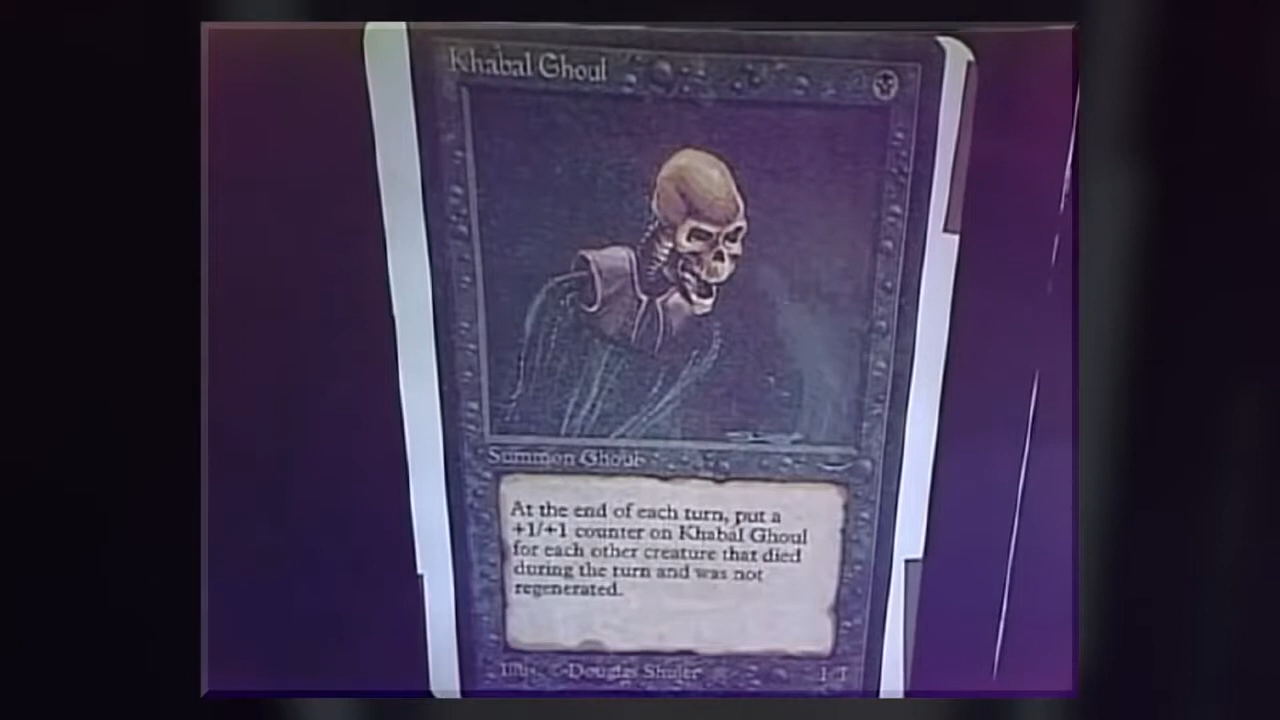 Khabal Ghoul
Summon Ghoul
At the end of each turn, put a
+1/+1 counter on Khabal Ghoul
for each other creature that died
during the turn and was not
regenerated.
Illus. © Douglas Shuler
1/1